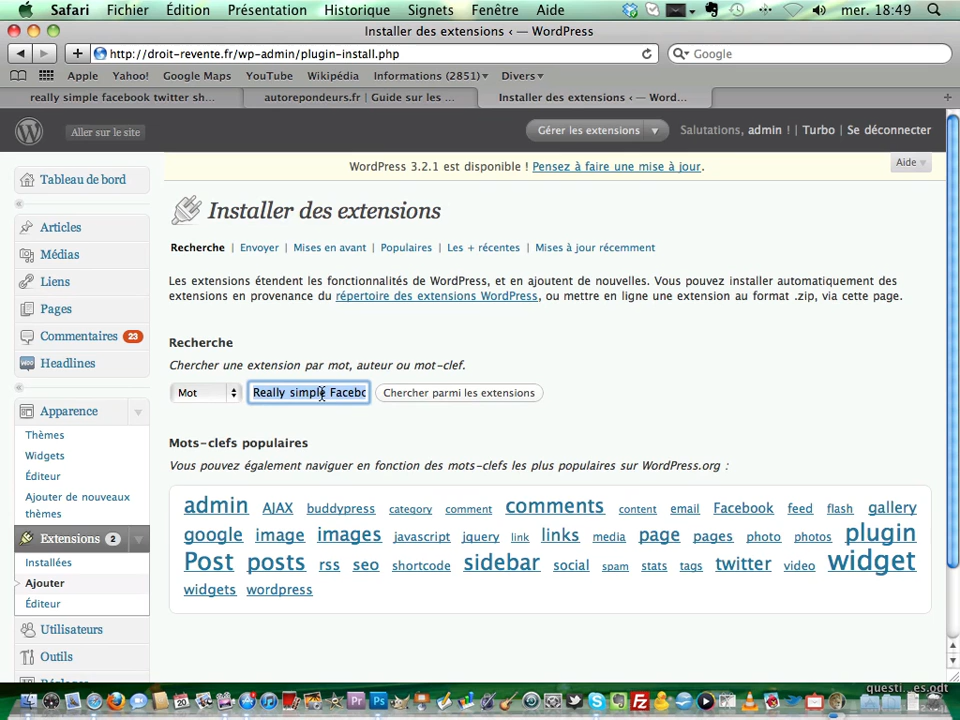 Safari Fichier Édition Présentation Historique Signets Fenêtre Aide mer. 18:49
Installer des extensions ‹ — WordPress
http://droit-revente.fr/wp-admin/plugin-install.php Google
Apple Yahoo! Google Maps YouTube Wikipédia Informations (2851) Divers
really simple facebook twitter sh... autorepondeurs.fr | Guide sur les ... Installer des extensions ‹ — Word...
Aller sur le site Gérer les extensions Salutations, admin ! | Turbo | Se déconnecter
WordPress 3.2.1 est disponible ! Pensez à faire une mise à jour. Aide
Tableau de bord
Installer des extensions
Articles
Recherche | Envoyer | Mises en avant | Populaires | Les + récentes | Mises à jour récemment
Médias
Liens
Pages
Commentaires 23
Headlines
Les extensions étendent les fonctionnalités de WordPress, et en ajoutent de nouvelles. Vous pouvez installer automatiquement des
extensions en provenance du répertoire des extensions WordPress, ou mettre en ligne une extension au format .zip, via cette page.
Recherche
Chercher une extension par mot, auteur ou mot-clef.
Mot Really simple Facebo Chercher parmi les extensions
Apparence
Thèmes
Widgets
Éditeur
Ajouter de nouveaux
thèmes
Extensions 2
Installées
Ajouter
Éditeur
Utilisateurs
Outils
Réglages
Mots-clefs populaires
Vous pouvez également naviguer en fonction des mots-clefs les plus populaires sur WordPress.org :
admin AJAX buddypress category comment comments content email Facebook feed flash gallery
google image images javascript jquery link links media page pages photo photos plugin
Post posts rss seo shortcode sidebar social spam stats tags twitter video widget
widgets wordpress
questi...es.odt